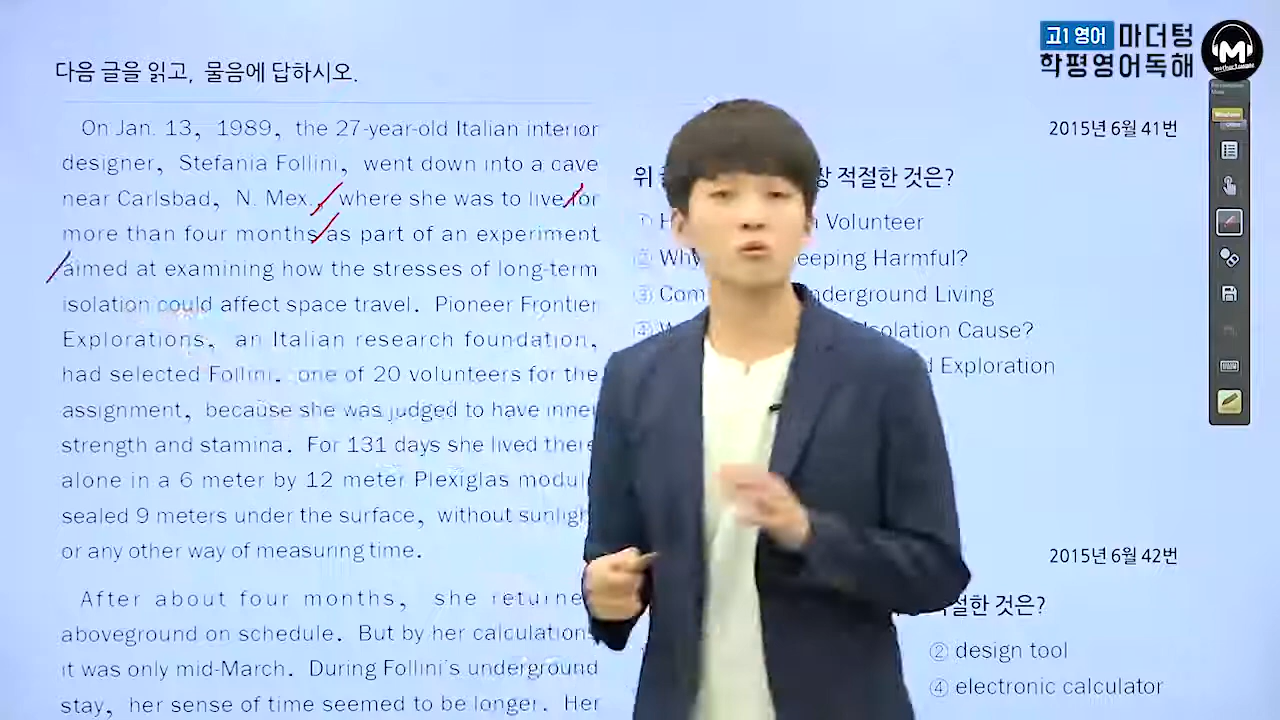 고1 영어 마더텅
학평영어독해
다음 글을 읽고, 물음에 답하시오.
On Jan. 13, 1989, the 27-year-old Italian interior
designer, Stefania Follini, went down into a cave
near Carlsbad, N. Mex., where she was to live for
more than four months as part of an experiment
aimed at examining how the stresses of long-term
isolation could affect space travel. Pioneer Frontier
Explorations, an Italian research foundation,
had selected Follini, one of 20 volunteers for the
assignment, because she was judged to have inner
strength and stamina. For 131 days she lived there
alone in a 6 meter by 12 meter Plexiglas module
sealed 9 meters under the surface, without sunligh
or any other way of measuring time.
After about four months, she returne
aboveground on schedule. But by her calculations
it was only mid-March. During Follini's underground
stay, her sense of time seemed to be longer. Her
2015년 6월 41번
위 적절한 것은?
① H Volunteer
② Why eeping Harmful?
③ Com nderground Living
④ W Isolation Cause?
d Exploration
2015년 6월 42번
적절한 것은?
② design tool
④ electronic calculator